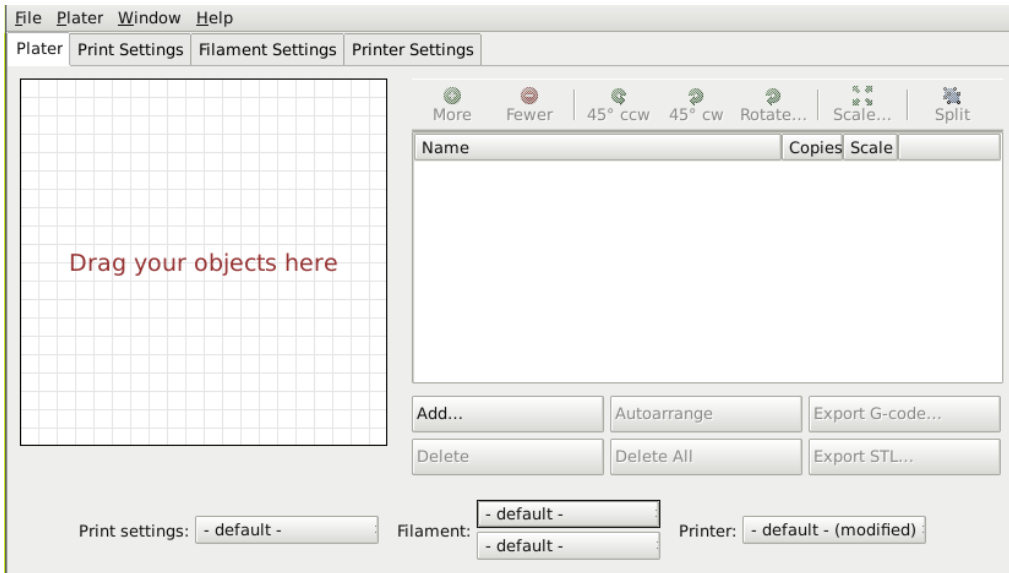 File Plater Window Help
Plater Print Settings Filament Settings Printer Settings
More Fewer 45° ccw 45° cw Rotate... Scale... Split
Name Copies Scale
Drag your objects here
Add... Autoarrange Export G-code...
Delete Delete All Export STL...
Print settings: - default - Filament: - default - Printer: - default - (modified)
- default -